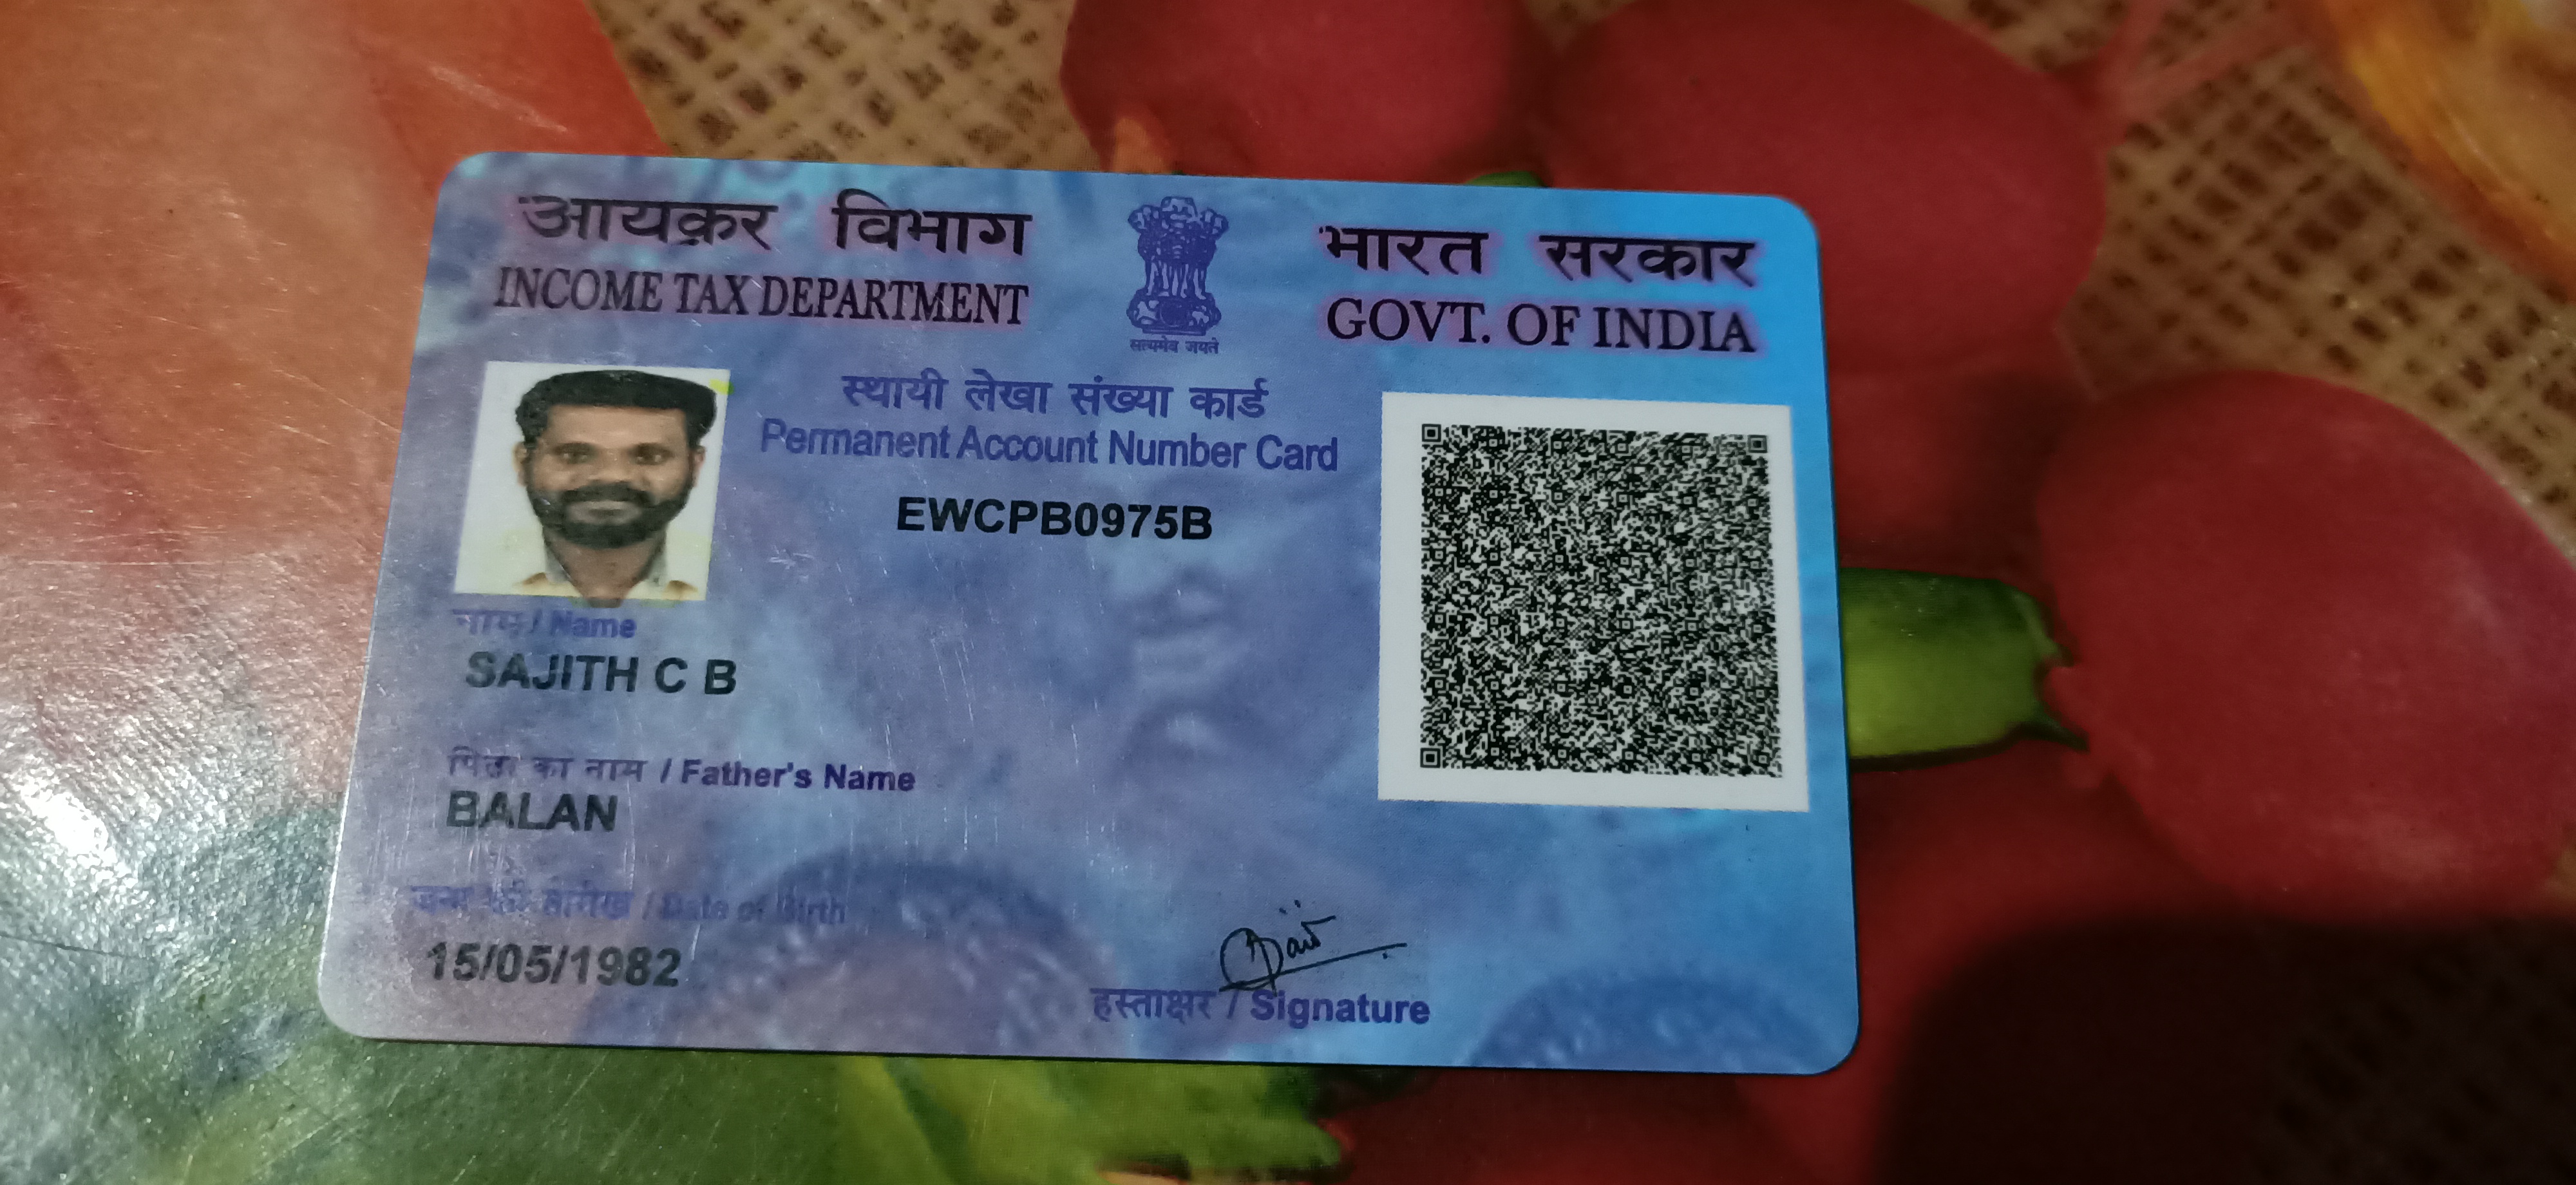 आयकर विभाग
INCOME TAX DEPARTMENT
सत्यमेव जयते
भारत सरकार
GOVT. OF INDIA
स्थायी लेखा संख्या कार्ड
Permanent Account Number Card
EWCPB0975B
नाम / Name
SAJITH C B
पिता का नाम / Father's Name
BALAN
जन्म की तारीख / Date of Birth
15/05/1982
हस्ताक्षर / Signature